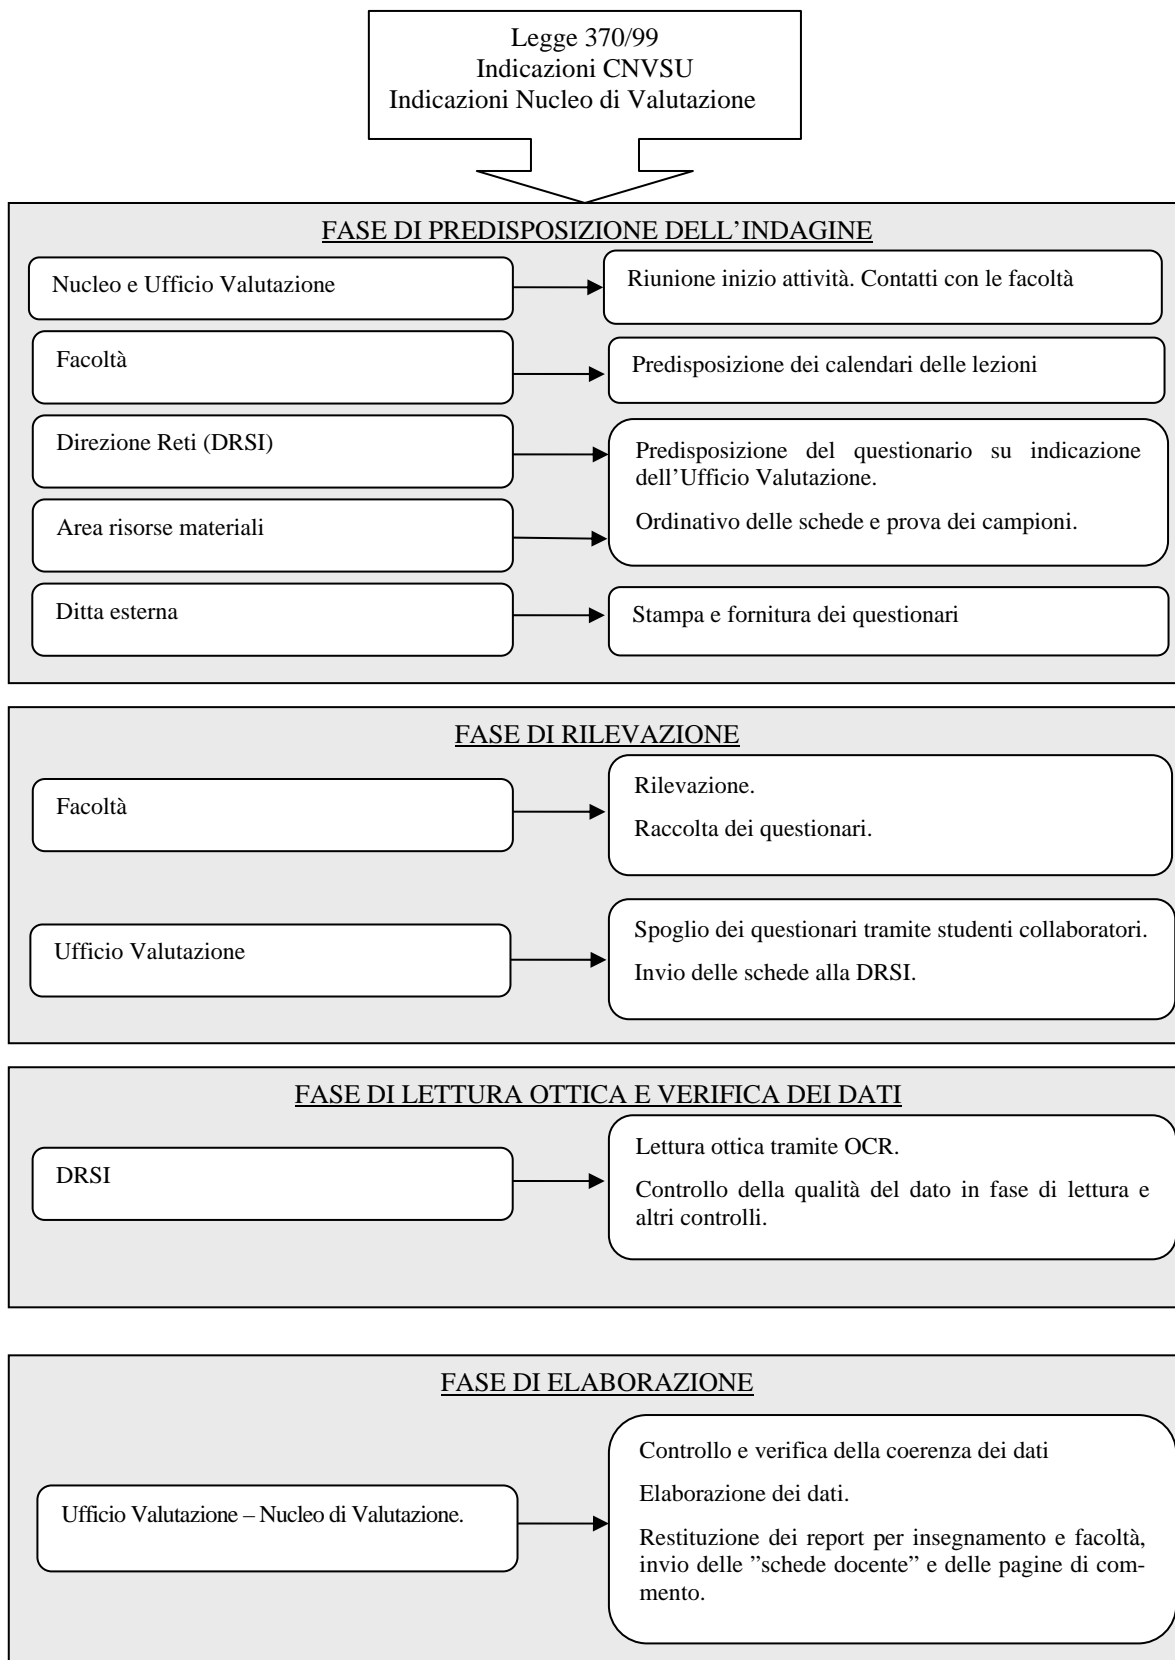 Legge 370/99
Indicazioni CNVSU
Indicazioni Nucleo di Valutazione
FASE DI PREDISPOSIZIONE DELL’INDAGINE
Nucleo e Ufficio Valutazione
Riunione inizio attività. Contatti con le facoltà
Facoltà
Predisposizione dei calendari delle lezioni
Direzione Reti (DRSI)
Predisposizione del questionario su indicazione
dell’Ufficio Valutazione.
Area risorse materiali
Ordinativo delle schede e prova dei campioni.
Ditta esterna
Stampa e fornitura dei questionari
FASE DI RILEVAZIONE
Facoltà
Rilevazione.
Raccolta dei questionari.
Ufficio Valutazione
Spoglio dei questionari tramite studenti collaboratori.
Invio delle schede alla DRSI.
FASE DI LETTURA OTTICA E VERIFICA DEI DATI
DRSI
Lettura ottica tramite OCR.
Controllo della qualità del dato in fase di lettura e
altri controlli.
FASE DI ELABORAZIONE
Ufficio Valutazione – Nucleo di Valutazione.
Controllo e verifica della coerenza dei dati
Elaborazione dei dati.
Restituzione dei report per insegnamento e facoltà,
invio delle ”schede docente” e delle pagine di com-
mento.